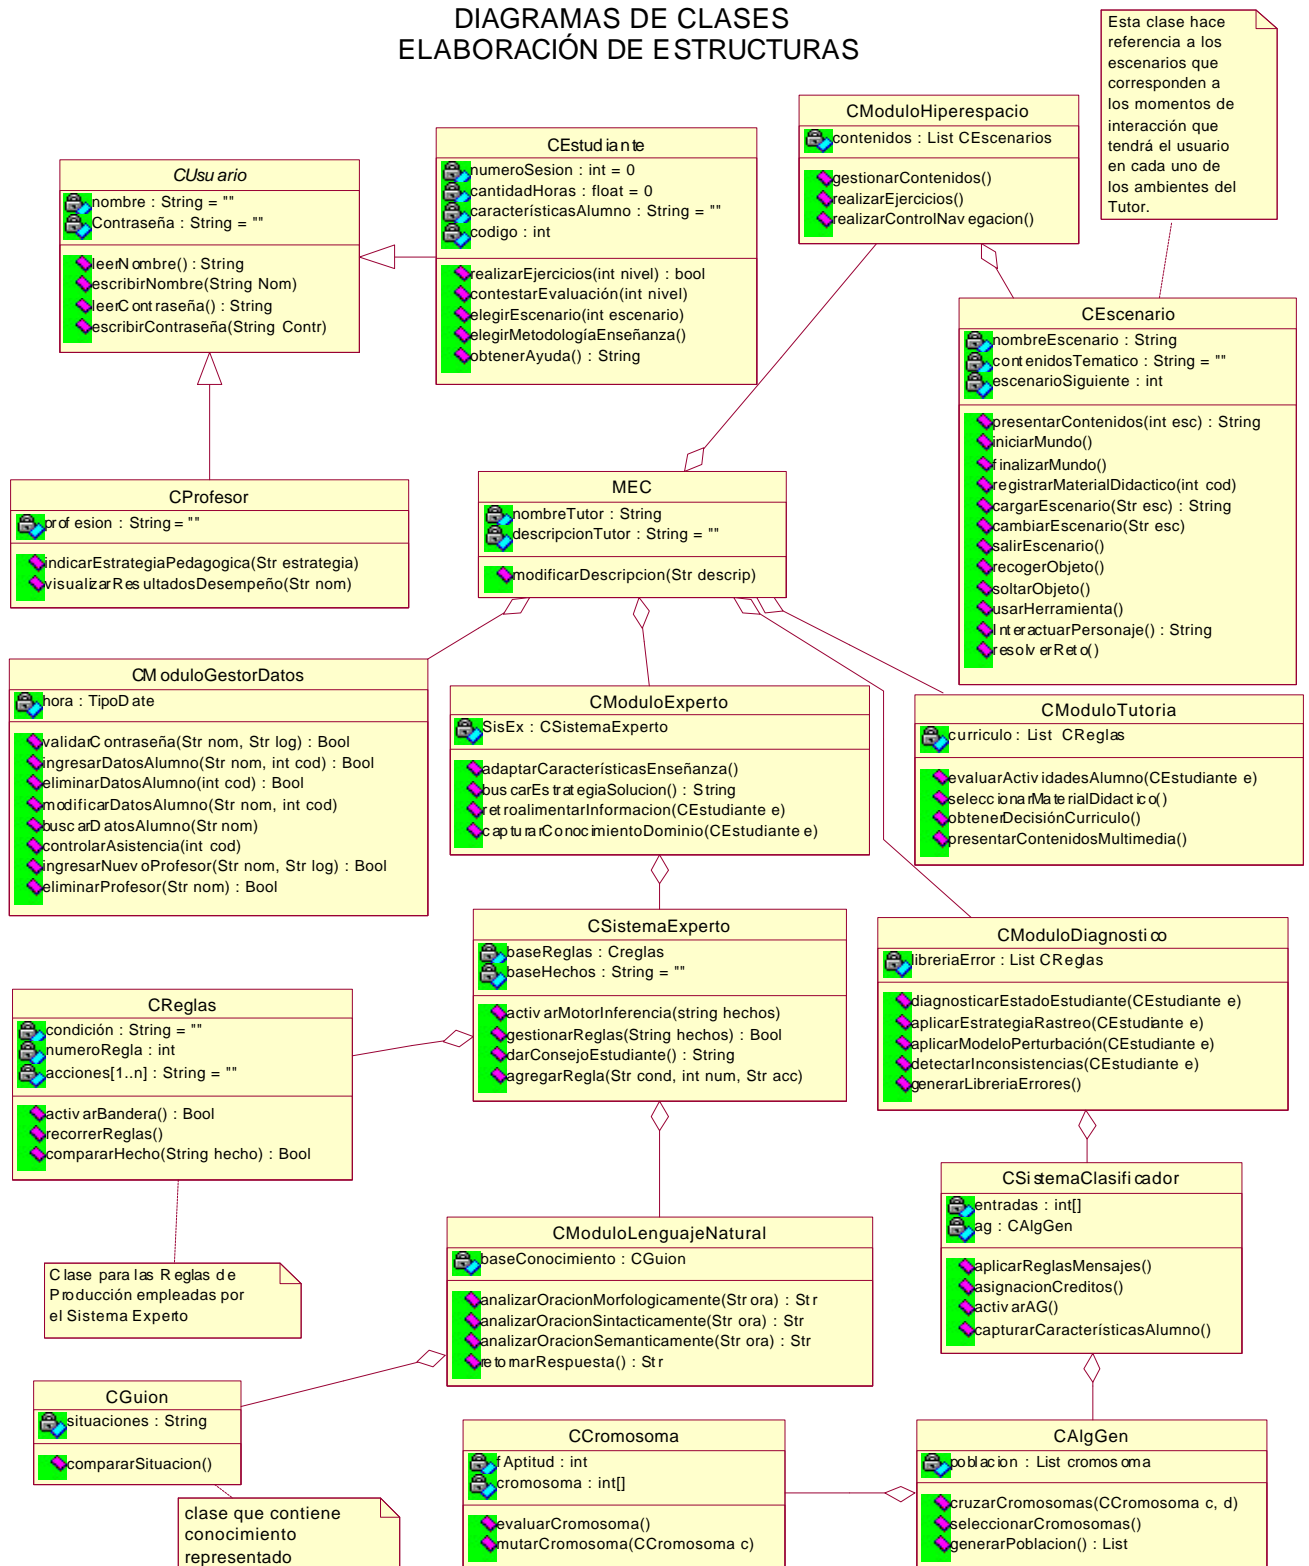 DIAGRAMAS DE CLASES
ELABORACIÓN DE ESTRUCTURAS
Esta clase hace
referencia a los
escenarios que
corresponden a
los momentos de
interacción que
tendrá el usuario
en cada uno de
los ambientes del
Tutor.
CModuloHiperespacio
contenidos : List CEscenarios
gestionarContenidos()
realizarEjercicios()
realizarControlNavegacion()
CEstudiante
numeroSesion : int = 0
cantidadHoras : float = 0
característicasAlumno : String = ""
codigo : int
realizarEjercicios(int nivel) : bool
contestarEvaluación(int nivel)
elegirEscenario(int escenario)
elegirMetodologíaEnseñanza()
obtenerAyuda() : String
CUsuario
nombre : String = ""
Contraseña : String = ""
leerNombre() : String
escribirNombre(String Nom)
leerContraseña() : String
escribirContraseña(String Contr)
CEscenario
nombreEscenario : String
contenidosTematico : String = ""
escenarioSiguiente : int
presentarContenidos(int esc) : String
iniciarMundo()
finalizarMundo()
registrarMaterialDidactico(int cod)
cargarEscenario(Str esc) : String
cambiarEscenario(Str esc)
salirEscenario()
recogerObjeto()
soltarObjeto()
usarHerramienta()
InteractuarPersonaje() : String
resolverReto()
CProfesor
profesion : String = ""
indicarEstrategiaPedagogica(Str estrategia)
visualizarResultadosDesempeño(Str nom)
MEC
nombreTutor : String
descripcionTutor : String = ""
modificarDescripcion(Str descrip)
CModuloGestorDatos
hora : TipoDate
validarContraseña(Str nom, Str log) : Bool
ingresarDatosAlumno(Str nom, int cod) : Bool
eliminarDatosAlumno(int cod) : Bool
modificarDatosAlumno(Str nom, int cod)
buscarDatosAlumno(Str nom)
controlarAsistencia(int cod)
ingresarNuevoProfesor(Str nom, Str log) : Bool
eliminarProfesor(Str nom) : Bool
CModuloExperto
SisEx : CSistemaExperto
adaptarCaracterísticasEnseñanza()
buscarEstrategiaSolucion() : String
retroalimentarInformacion(CEstudiante e)
capturarConocimientoDominio(CEstudiante e)
CModuloTutoria
curriculo : List CReglas
evaluarActividadesAlumno(CEstudiante e)
seleccionarMaterialDidactico()
obtenerDecisiónCurriculo()
presentarContenidosMultimedia()
CSistemaExperto
baseReglas : Creglas
baseHechos : String = ""
activarMotorInferencia(string hechos)
gestionarReglas(String hechos) : Bool
darConsejoEstudiante() : String
agregarRegla(Str cond, int num, Str acc)
CModuloDiagnostico
libreriaError : List CReglas
diagnosticarEstadoEstudiante(CEstudiante e)
aplicarEstrategiaRastreo(CEstudiante e)
aplicarModeloPerturbación(CEstudiante e)
detectarInconsistencias(CEstudiante e)
generarLibreriaErrores()
CReglas
condición : String = ""
numeroRegla : int
acciones[1..n] : String = ""
activarBandera() : Bool
recorrerReglas()
compararHecho(String hecho) : Bool
CSistemaClasificador
entradas : int[]
ag : CAlgGen
aplicarReglasMensajes()
asignacionCreditos()
activarAG()
capturarCaracterísticasAlumno()
CModuloLenguajeNatural
baseConocimiento : CGuion
analizarOracionMorfologicamente(Str ora) : Str
analizarOracionSintacticamente(Str ora) : Str
analizarOracionSemanticamente(Str ora) : Str
retornarRespuesta() : Str
Clase para las Reglas de
Producción empleadas por
el Sistema Experto
CGuion
situaciones : String
compararSituacion()
CCromosoma
fAptitud : int
cromosoma : int[]
evaluarCromosoma()
mutarCromosoma(CCromosoma c)
CAlgGen
poblacion : List cromosoma
cruzarCromosomas(CCromosoma c, d)
seleccionarCromosomas()
generarPoblacion() : List
clase que contiene
conocimiento
representado